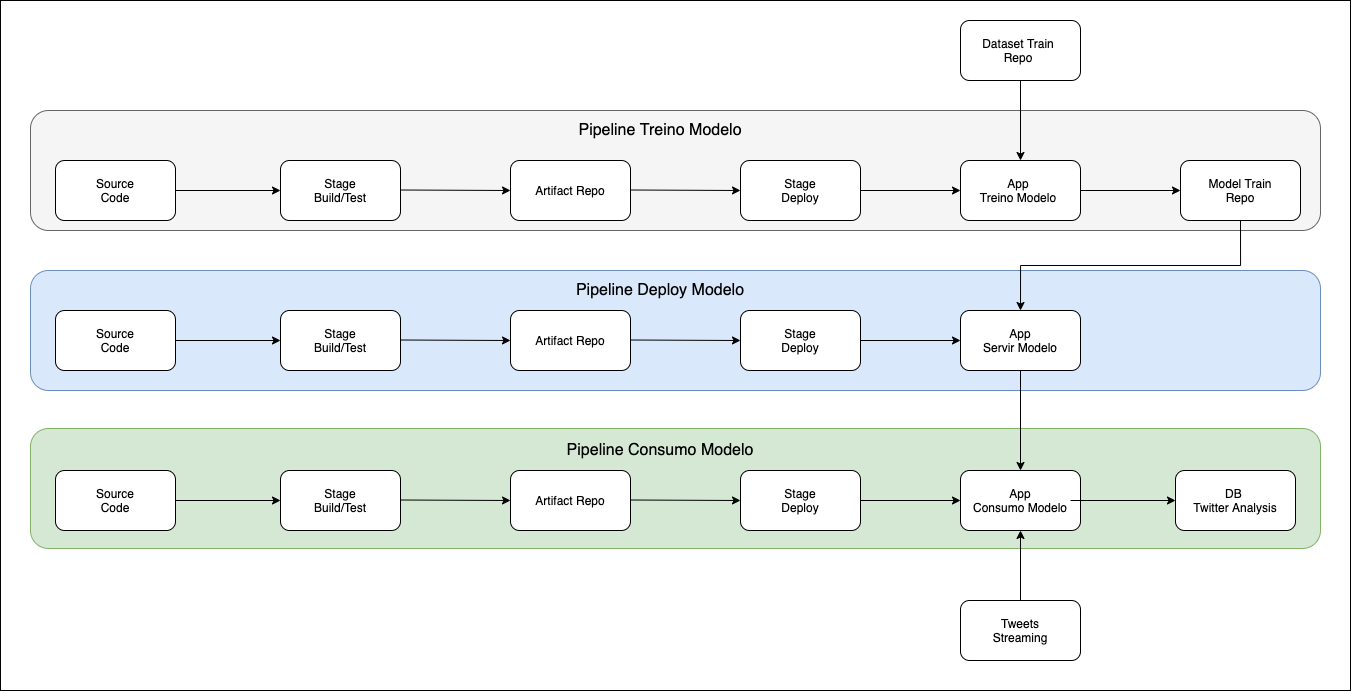 Dataset Train
Repo
Pipeline Treino Modelo
Source
Code
Stage
Build/Test
Artifact Repo
Stage
Deploy
App
Treino Modelo
Model Train
Repo
Pipeline Deploy Modelo
Source
Code
Stage
Build/Test
Artifact Repo
Stage
Deploy
App
Servir Modelo
Pipeline Consumo Modelo
Source
Code
Stage
Build/Test
Artifact Repo
Stage
Deploy
App
Consumo Modelo
DB
Twitter Analysis
Tweets
Streaming